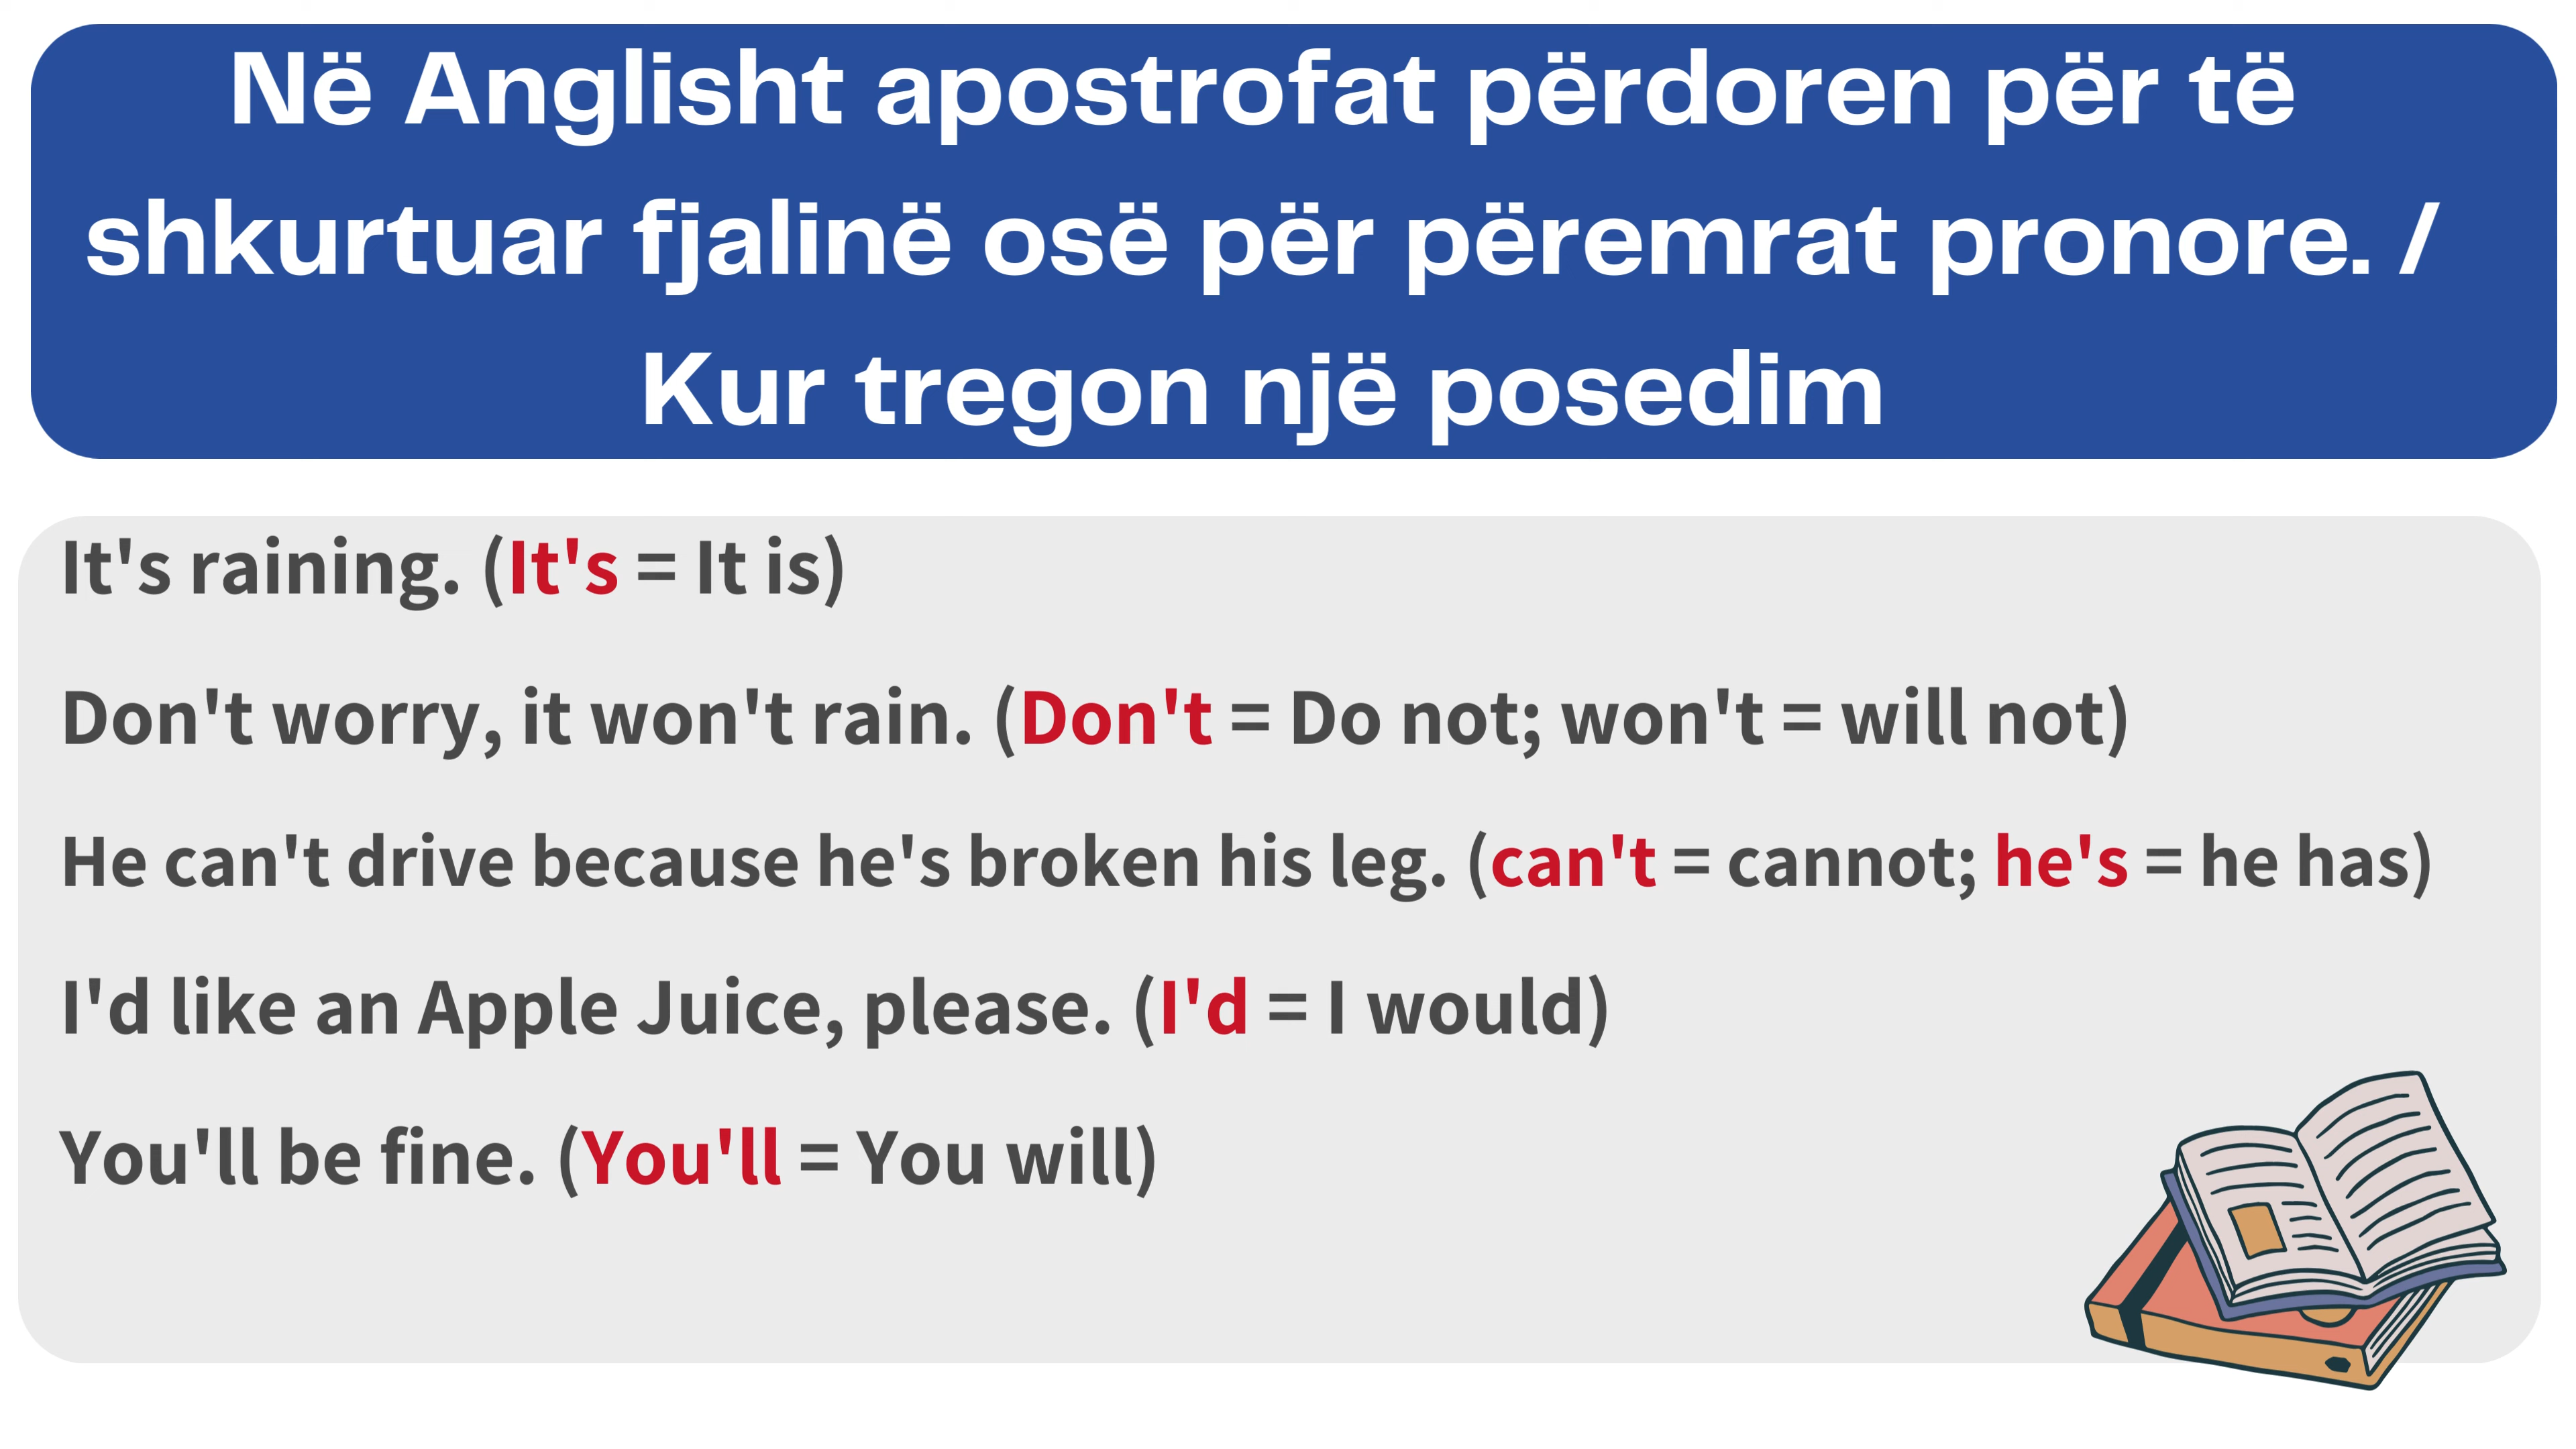 Në Anglisht apostrofat përdoren për të
shkurtuar fjalinë osë për përemrat pronore. /
Kur tregon një posedim
It's raining. (It's = It is)
Don't worry, it won't rain. (Don't = Do not; won't = will not)
He can't drive because he's broken his leg. (can't = cannot; he's = he has)
I'd like an Apple Juice, please. (I'd = I would)
You'll be fine. (You'll = You will)